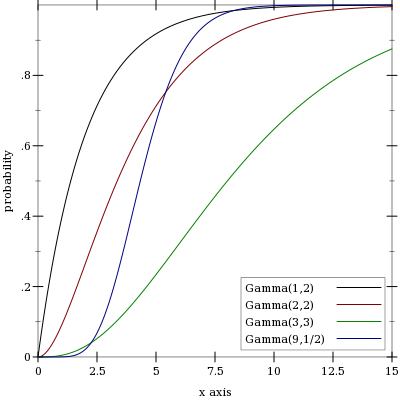 .8
.6
.4
.2
0
probability
0 2.5 5 7.5 10 12.5 15
x axis
Gamma(1,2)
Gamma(2,2)
Gamma(3,3)
Gamma(9,1/2)